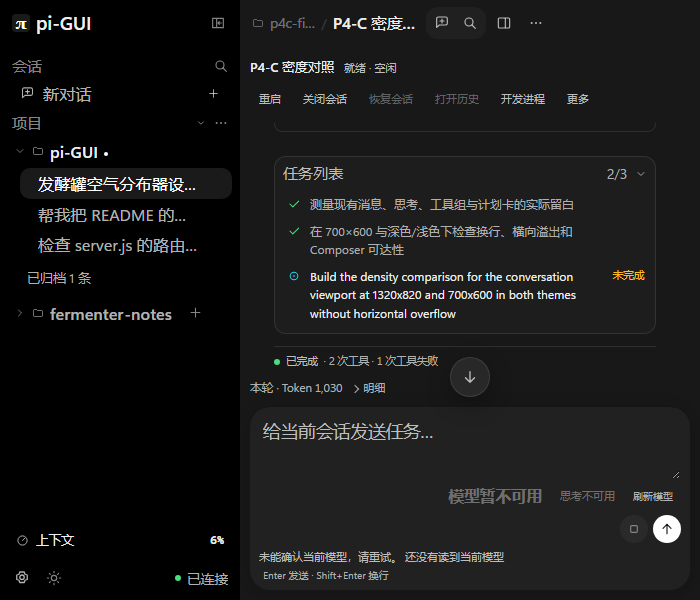 π pi-GUI
会话
新对话 +
项目
pi-GUI •
发酵罐空气分布器设...
帮我把 README 的...
检查 server.js 的路由...
已归档 1 条
fermenter-notes +
上下文 6%
已连接
p4c-fi... / P4-C 密度...
P4-C 密度对照 就绪 · 空闲
重启 关闭会话 恢复会话 打开历史 开发进程 更多
任务列表 2/3
测量现有消息、思考、工具组与计划卡的实际留白
在 700×600 与深色/浅色下检查换行、横向溢出和
Composer 可达性
Build the density comparison for the conversation 未完成
viewport at 1320x820 and 700x600 in both themes
without horizontal overflow
已完成 · 2 次工具 · 1 次工具失败
本轮 · Token 1,030 明细
给当前会话发送任务...
模型暂不可用 思考不可用 刷新模型
未能确认当前模型，请重试。 还没有读到当前模型
Enter 发送 · Shift+Enter 换行